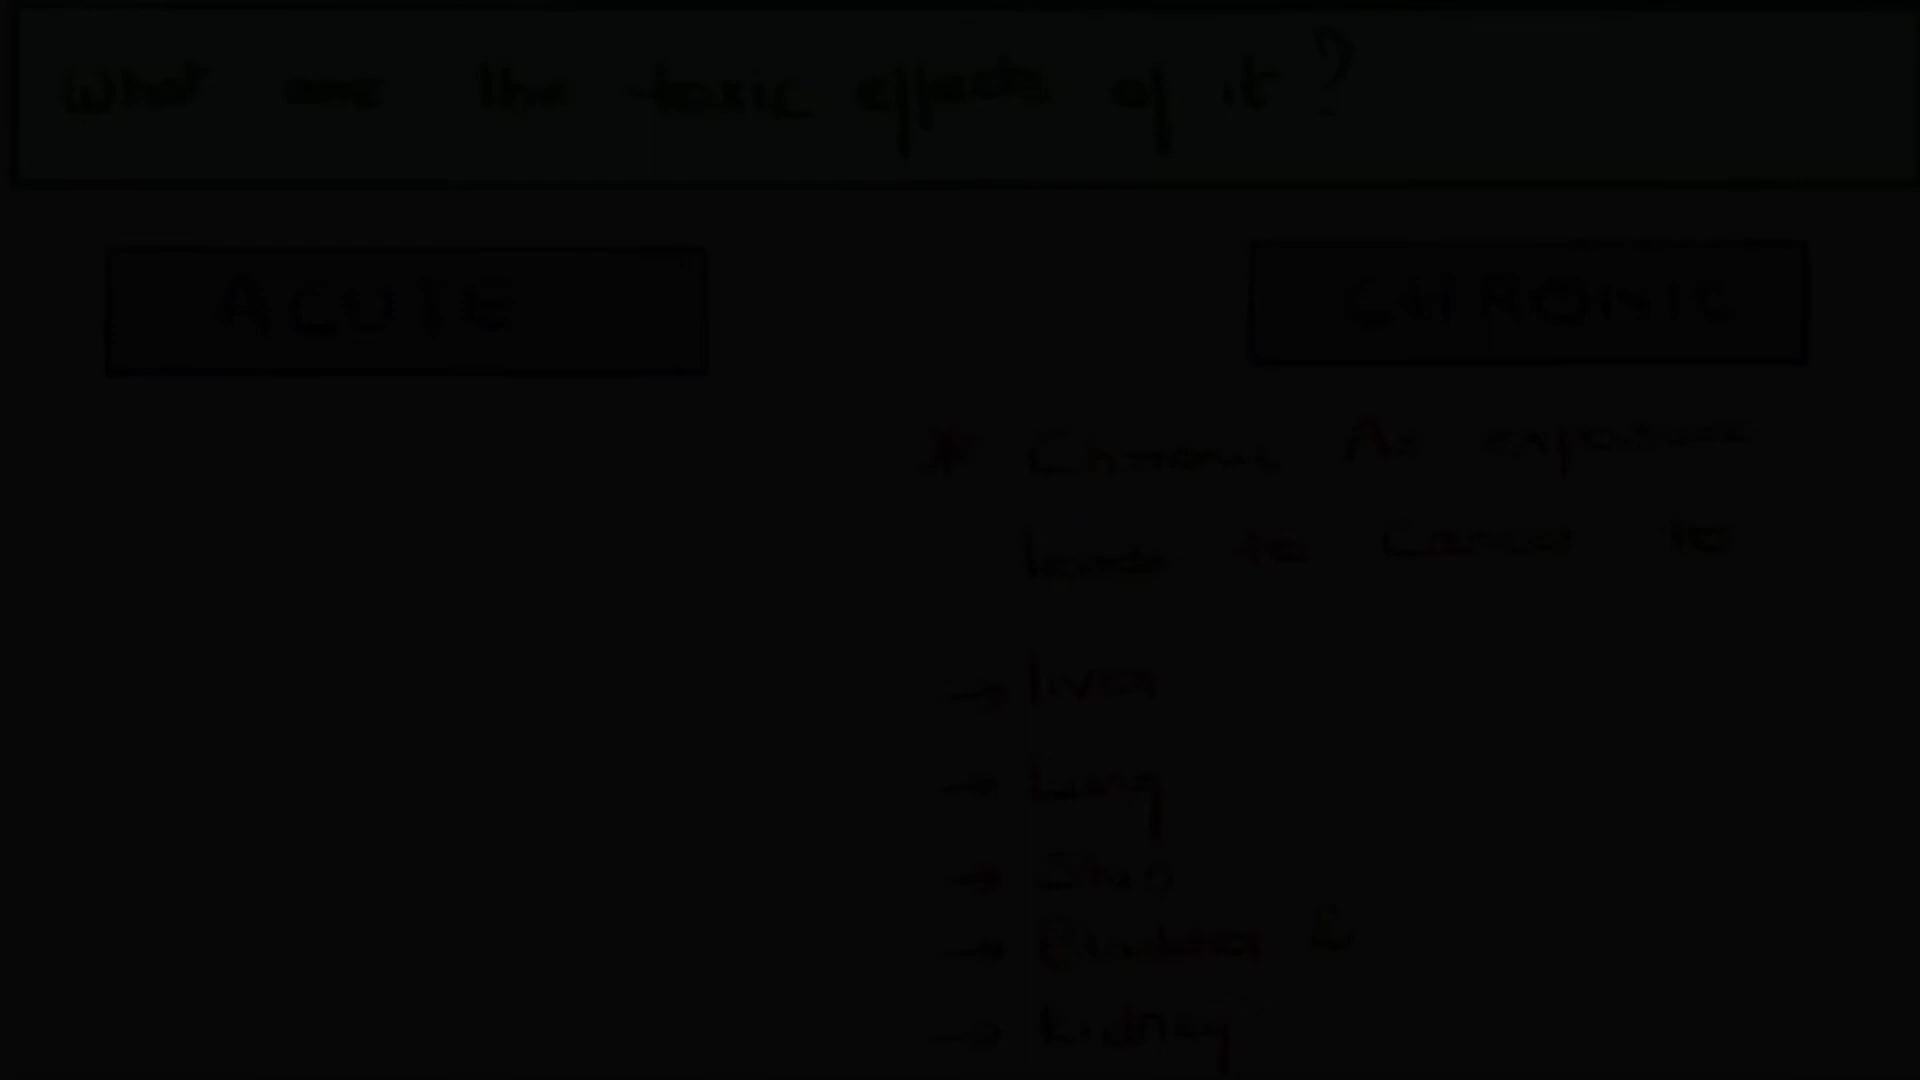 What are the toxic effects of it?
ACUTE
CHRONIC
* Chronic As exposure
leads to Cancer to
→ liver
→ Lung
→ Skin
→ Bladder &
→ kidney